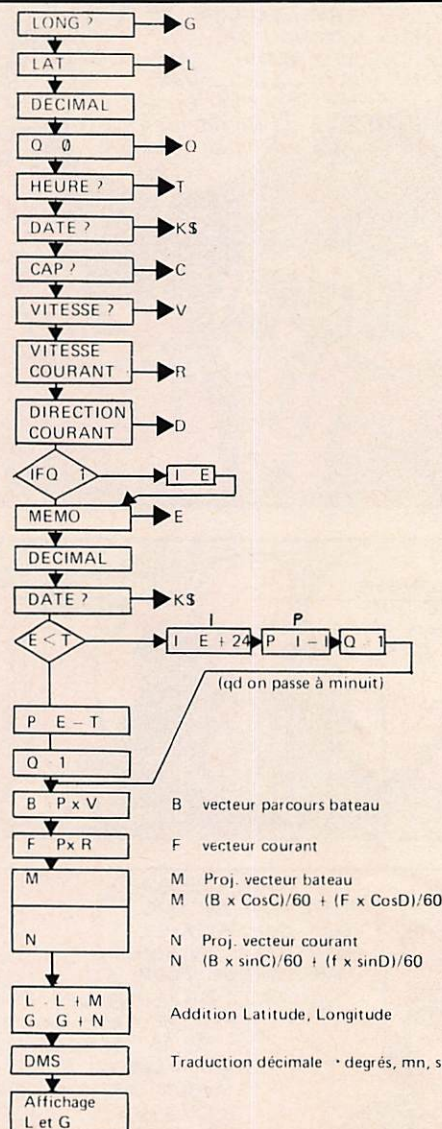 LONG ? G
LAT L
DECIMAL
Q 0 Q
HEURE ? T
DATE ? K$
CAP ? C
VITESSE ? V
VITESSE
COURANT R
DIRECTION
COURANT D
IFQ 1 I E
MEMO E
DECIMAL
DATE ? K$
I P
E < T I E + 24 P I – I Q 1
(qd on passe à minuit)
P E – T
Q 1
B P x V B vecteur parcours bateau
F Px R F vecteur courant
M M Proj. vecteur bateau
M (B x CosC)/60 + (F x CosD)/60
N N Proj. vecteur courant
N (B x sinC)/60 + (f x sinD)/60
L L + M
G G + N Addition Latitude, Longitude
DMS Traduction décimale degrés, mn, s
Affichage
L et G